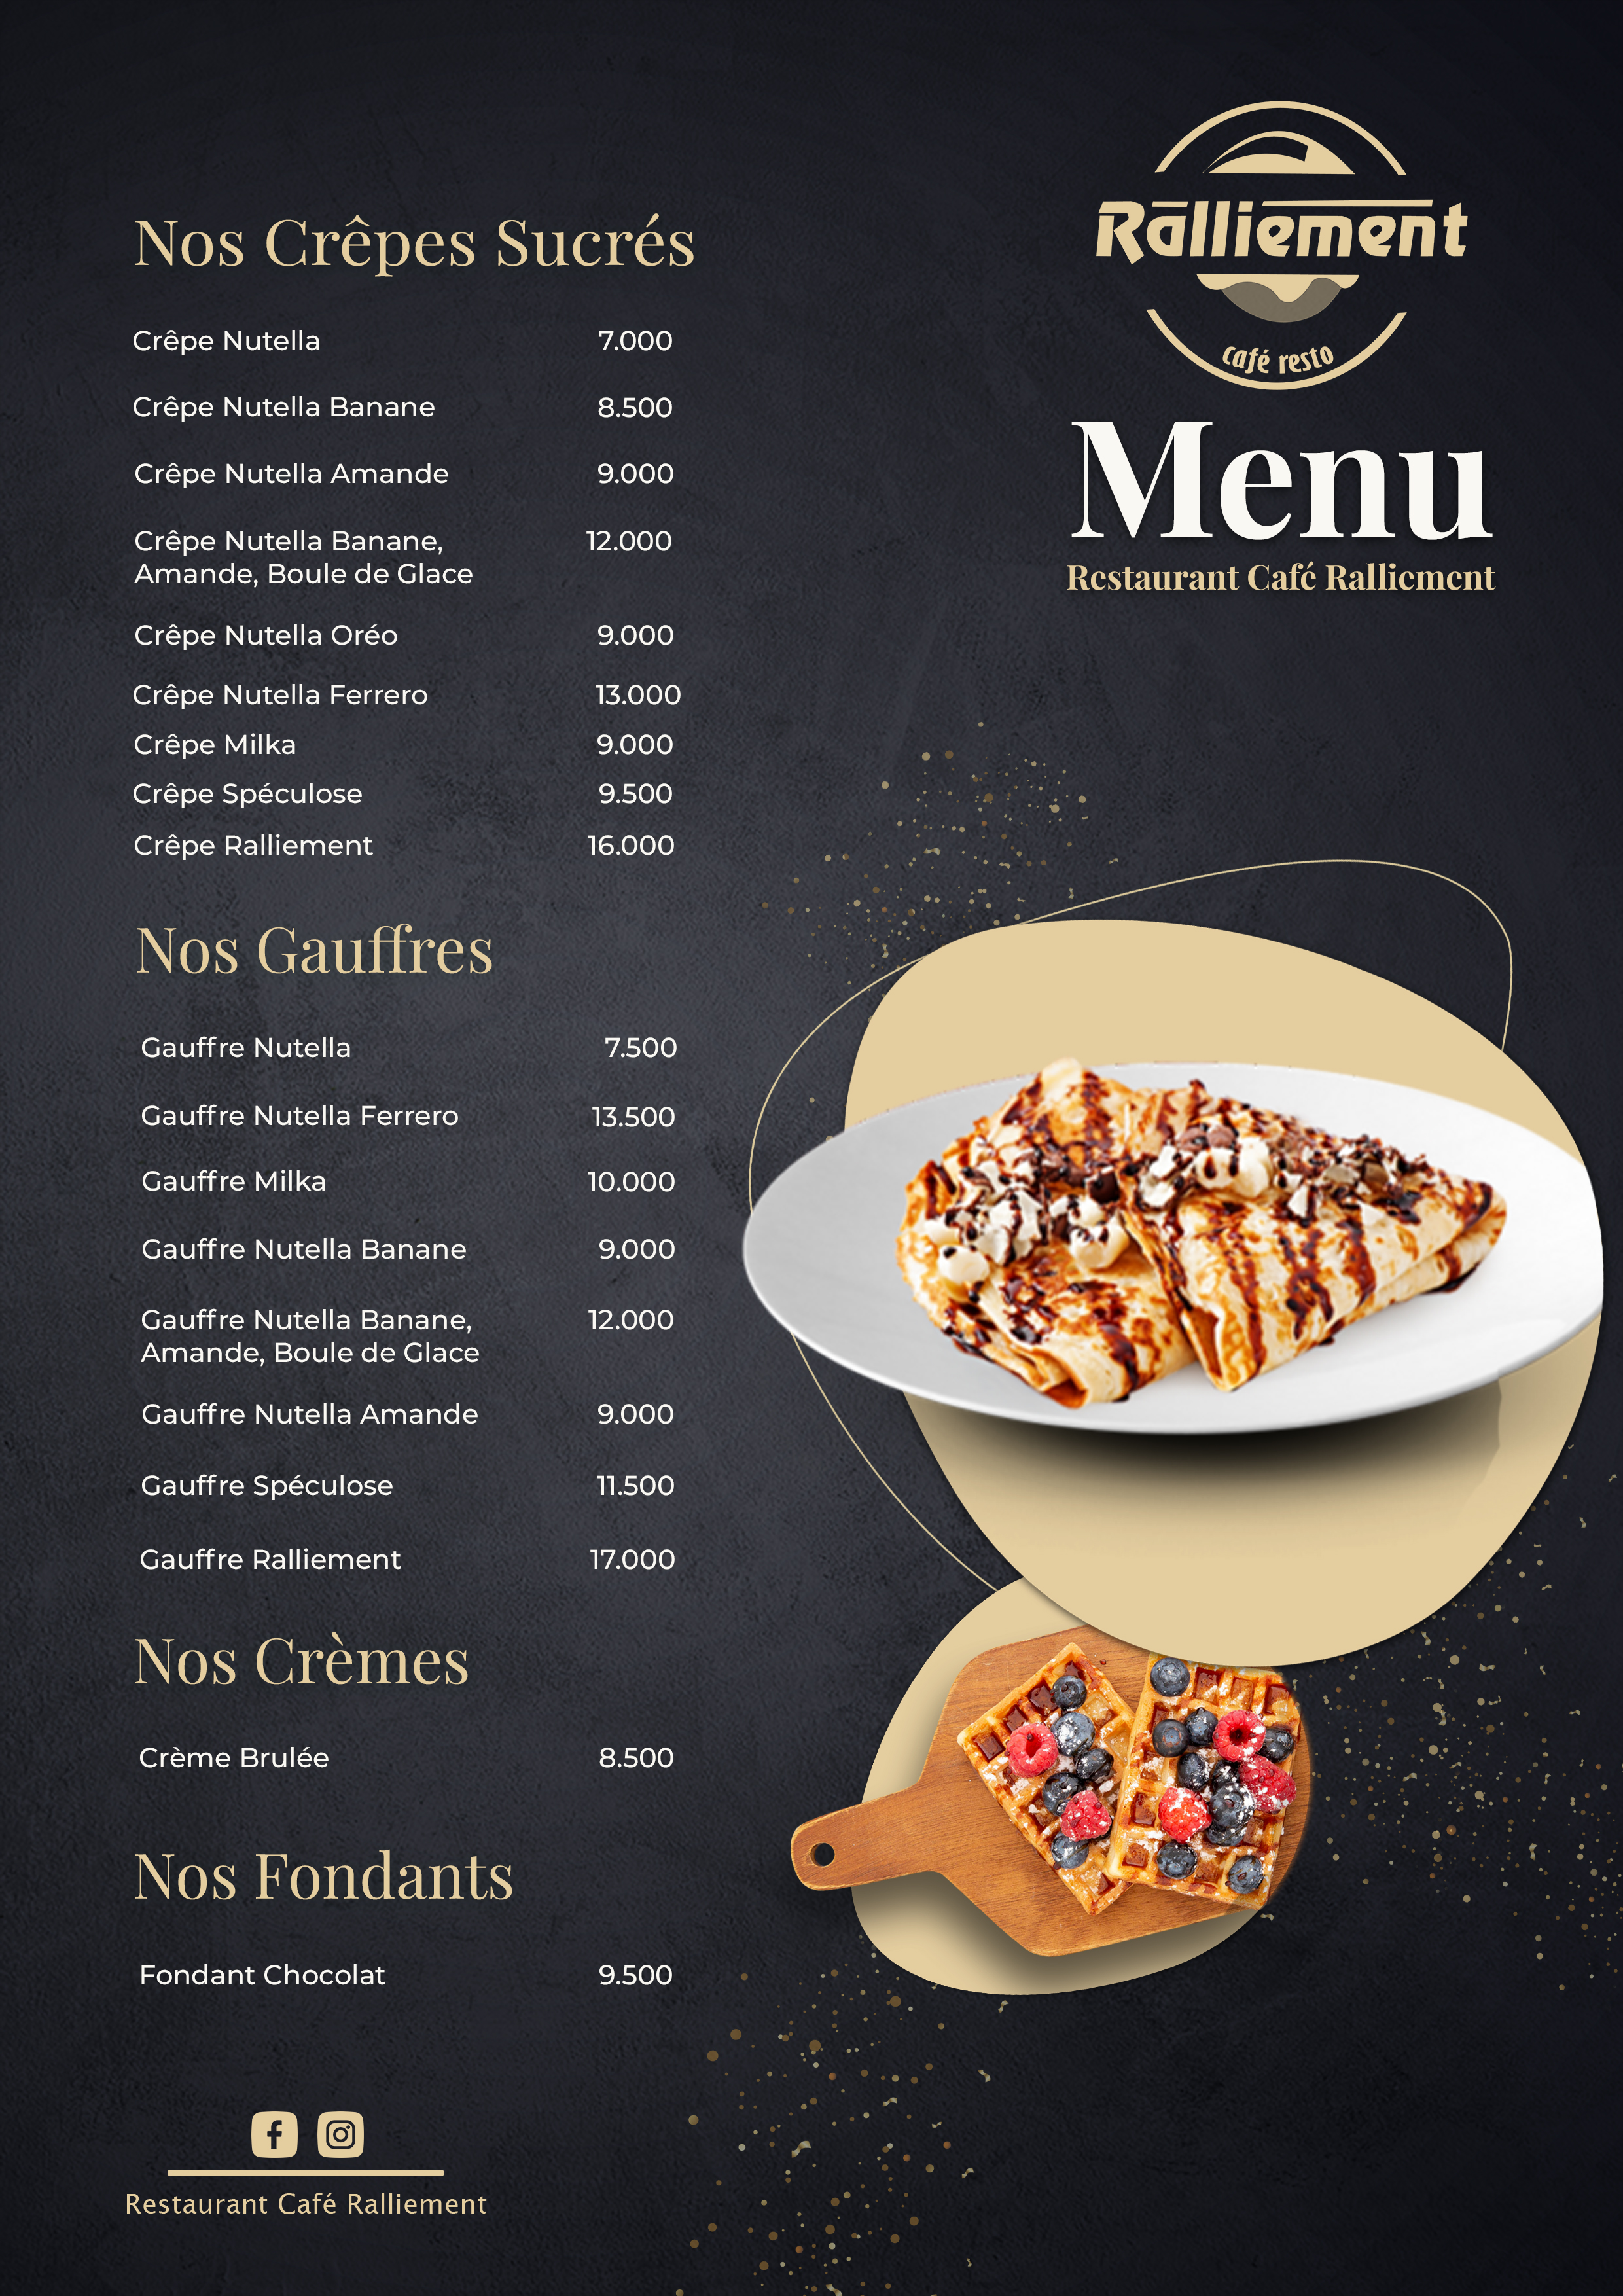 Ralliement
café resto
Menu
Restaurant Café Ralliement
Nos Crêpes Sucrés
Crêpe Nutella 7.000
Crêpe Nutella Banane 8.500
Crêpe Nutella Amande 9.000
Crêpe Nutella Banane, 12.000
Amande, Boule de Glace
Crêpe Nutella Oréo 9.000
Crêpe Nutella Ferrero 13.000
Crêpe Milka 9.000
Crêpe Spéculose 9.500
Crêpe Ralliement 16.000
Nos Gauffres
Gauffre Nutella 7.500
Gauffre Nutella Ferrero 13.500
Gauffre Milka 10.000
Gauffre Nutella Banane 9.000
Gauffre Nutella Banane, 12.000
Amande, Boule de Glace
Gauffre Nutella Amande 9.000
Gauffre Spéculose 11.500
Gauffre Ralliement 17.000
Nos Crèmes
Crème Brulée 8.500
Nos Fondants
Fondant Chocolat 9.500
Restaurant Café Ralliement